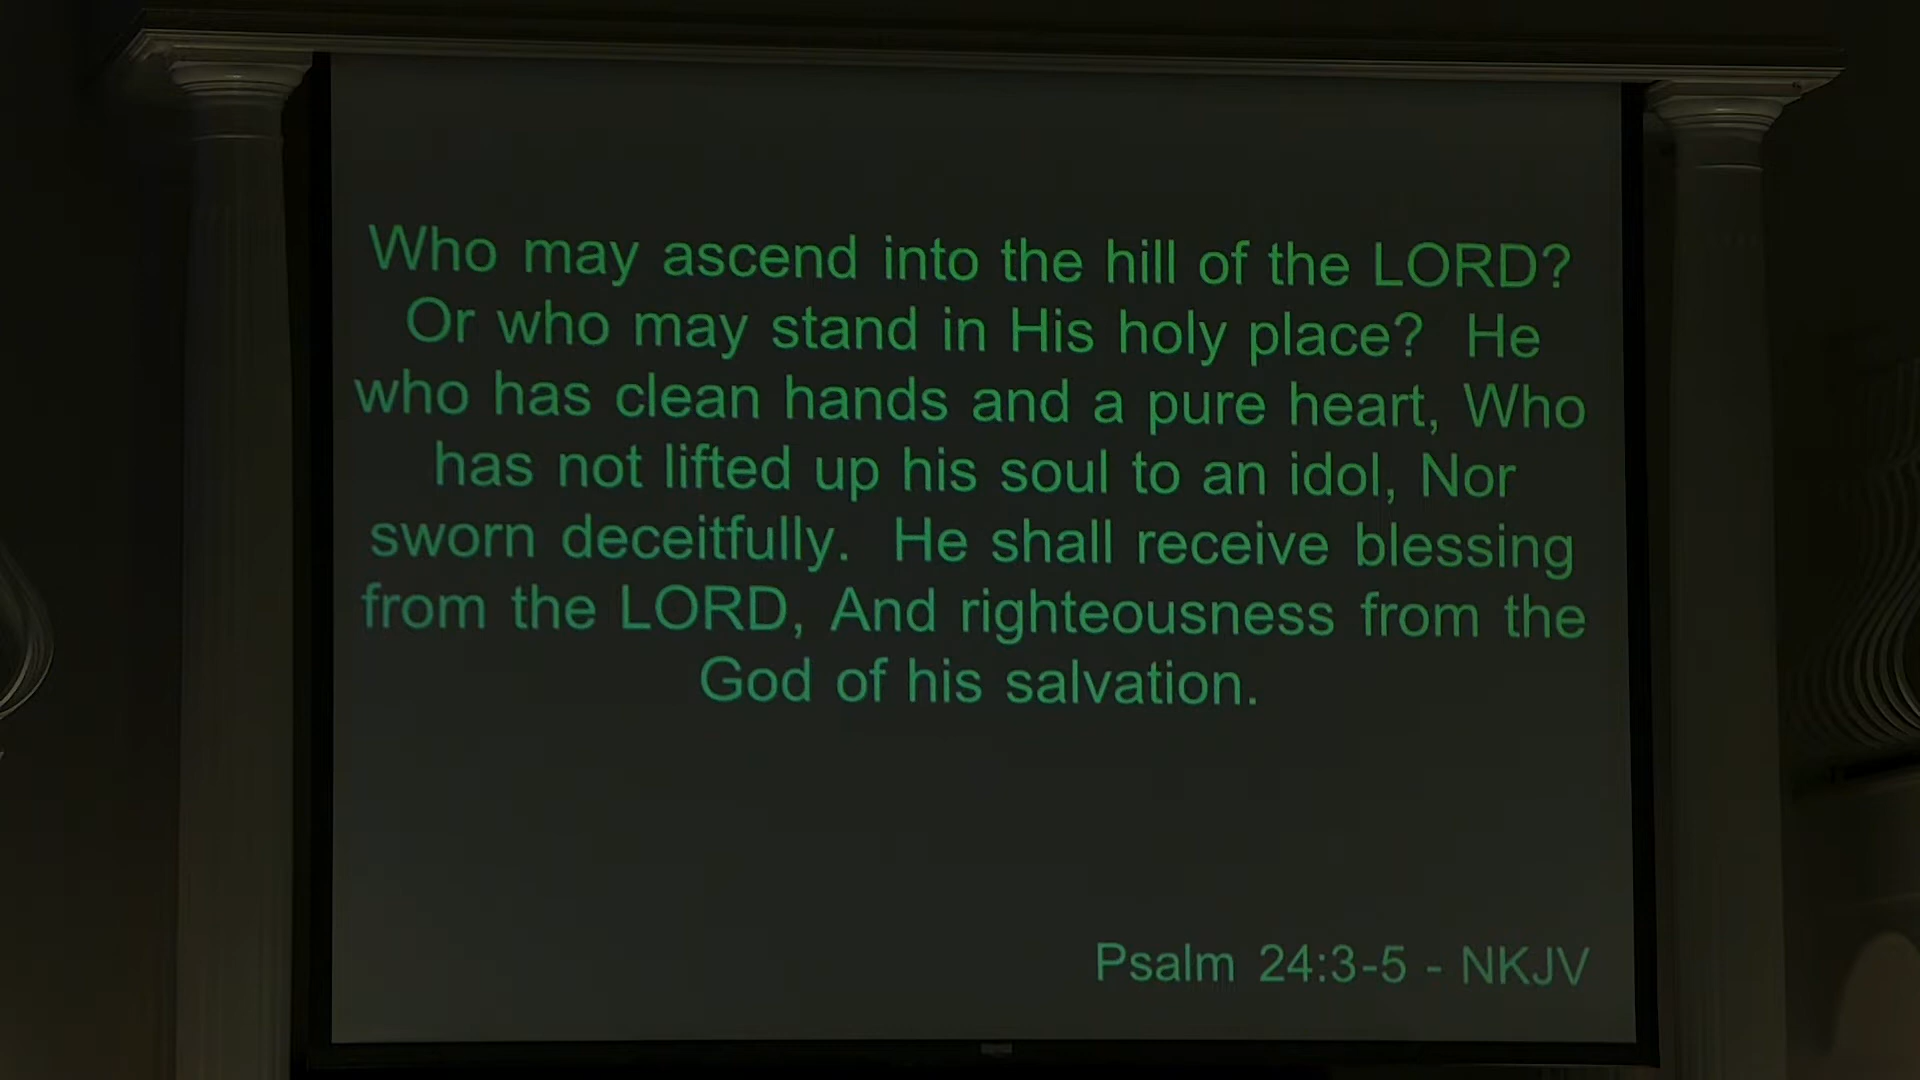 Who may ascend into the hill of the LORD?
Or who may stand in His holy place?  He
who has clean hands and a pure heart, Who
has not lifted up his soul to an idol, Nor
sworn deceitfully.  He shall receive blessing
from the LORD, And righteousness from the
God of his salvation.
Psalm 24:3-5 - NKJV